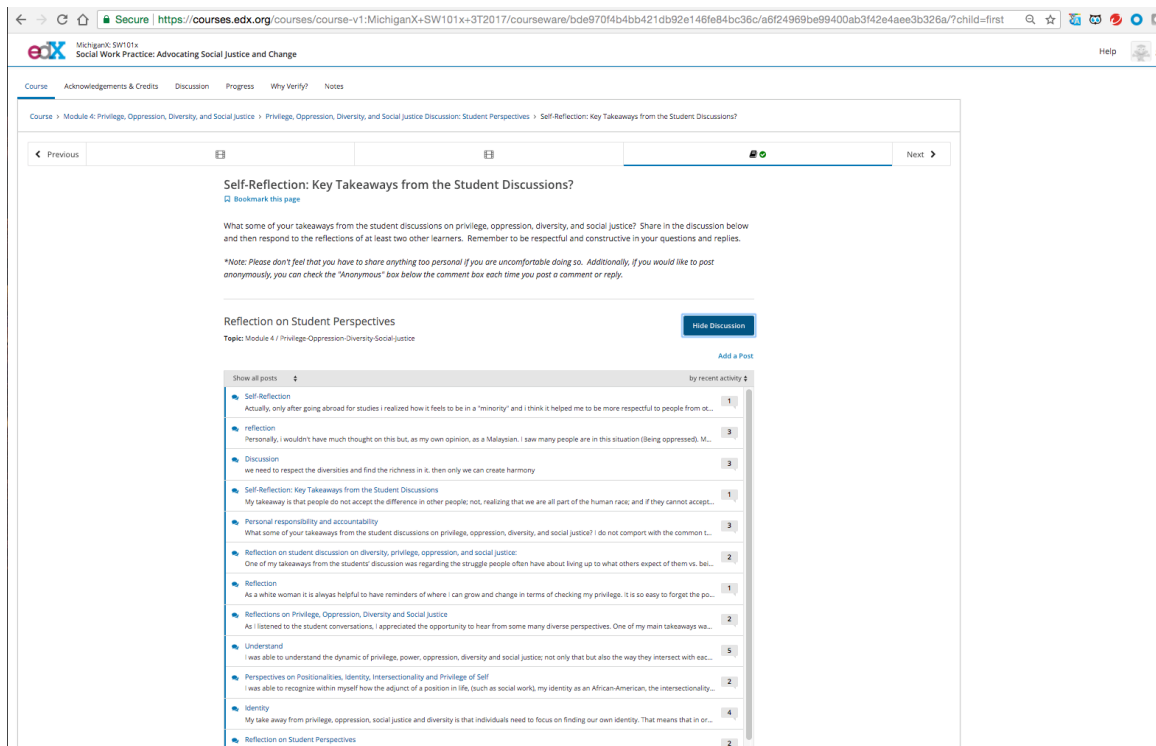 Secure | https://courses.edx.org/courses/course-v1:MichiganX+SW101x+3T2017/courseware/bde970f4b4bb421db92e146fe84bc36c/a6f24969be99400ab3f42e4aee3b326a/?child=first
edX
MichiganX: SW101x
Social Work Practice: Advocating Social Justice and Change
Help
Course Acknowledgements & Credits Discussion Progress Why Verify? Notes
Course > Module 4: Privilege, Oppression, Diversity, and Social Justice > Privilege, Oppression, Diversity, and Social Justice Discussion: Student Perspectives > Self-Reflection: Key Takeaways from the Student Discussions?
Previous
Next
Self-Reflection: Key Takeaways from the Student Discussions?
Bookmark this page
What some of your takeaways from the student discussions on privilege, oppression, diversity, and social justice? Share in the discussion below
and then respond to the reflections of at least two other learners. Remember to be respectful and constructive in your questions and replies.
*Note: Please don't feel that you have to share anything too personal if you are uncomfortable doing so. Additionally, if you would like to post
anonymously, you can check the "Anonymous" box below the comment box each time you post a comment or reply.
Reflection on Student Perspectives
Hide Discussion
Topic: Module 4 / Privilege-Oppression-Diversity-Social-Justice
Add a Post
Show all posts by recent activity
Self-Reflection
Actually, only after going abroad for studies i realized how it feels to be in a "minority" and i think it helped me to be more respectful to people from ot... 1
reflection
Personally, i wouldn't have much thought on this but, as my own opinion, as a Malaysian. I saw many people are in this situation (Being oppressed). M... 3
Discussion
we need to respect the diversities and find the richness in it. then only we can create harmony 3
Self-Reflection: Key Takeaways from the Student Discussions
My takeaway is that people do not accept the difference in other people; not, realizing that we are all part of the human race; and if they cannot accept... 1
Personal responsibility and accountability
What some of your takeaways from the student discussions on privilege, oppression, diversity, and social justice? I do not comport with the common t... 3
Reflection on student discussion on diversity, privilege, oppression, and social justice:
One of my takeaways from the students' discussion was regarding the struggle people often have about living up to what others expect of them vs. bei... 2
Reflection
As a white woman it is alwyas helpful to have reminders of where I can grow and change in terms of checking my privilege. It is so easy to forget the po... 1
Reflections on Privilege, Oppression, Diversity and Social Justice
As I listened to the student conversations, I appreciated the opportunity to hear from some many diverse perspectives. One of my main takeaways wa... 2
Understand
I was able to understand the dynamic of privilege, power, oppression, diversity and social justice; not only that but also the way they intersect with eac... 5
Perspectives on Positionalities, Identity, Intersectionality and Privilege of Self
I was able to recognize within myself how the adjunct of a position in life, (such as social work), my identity as an African-American, the intersectionality... 2
Identity
My take away from privilege, oppression, social justice and diversity is that individuals need to focus on finding our own identity. That means that in or... 4
Reflection on Student Perspectives
2